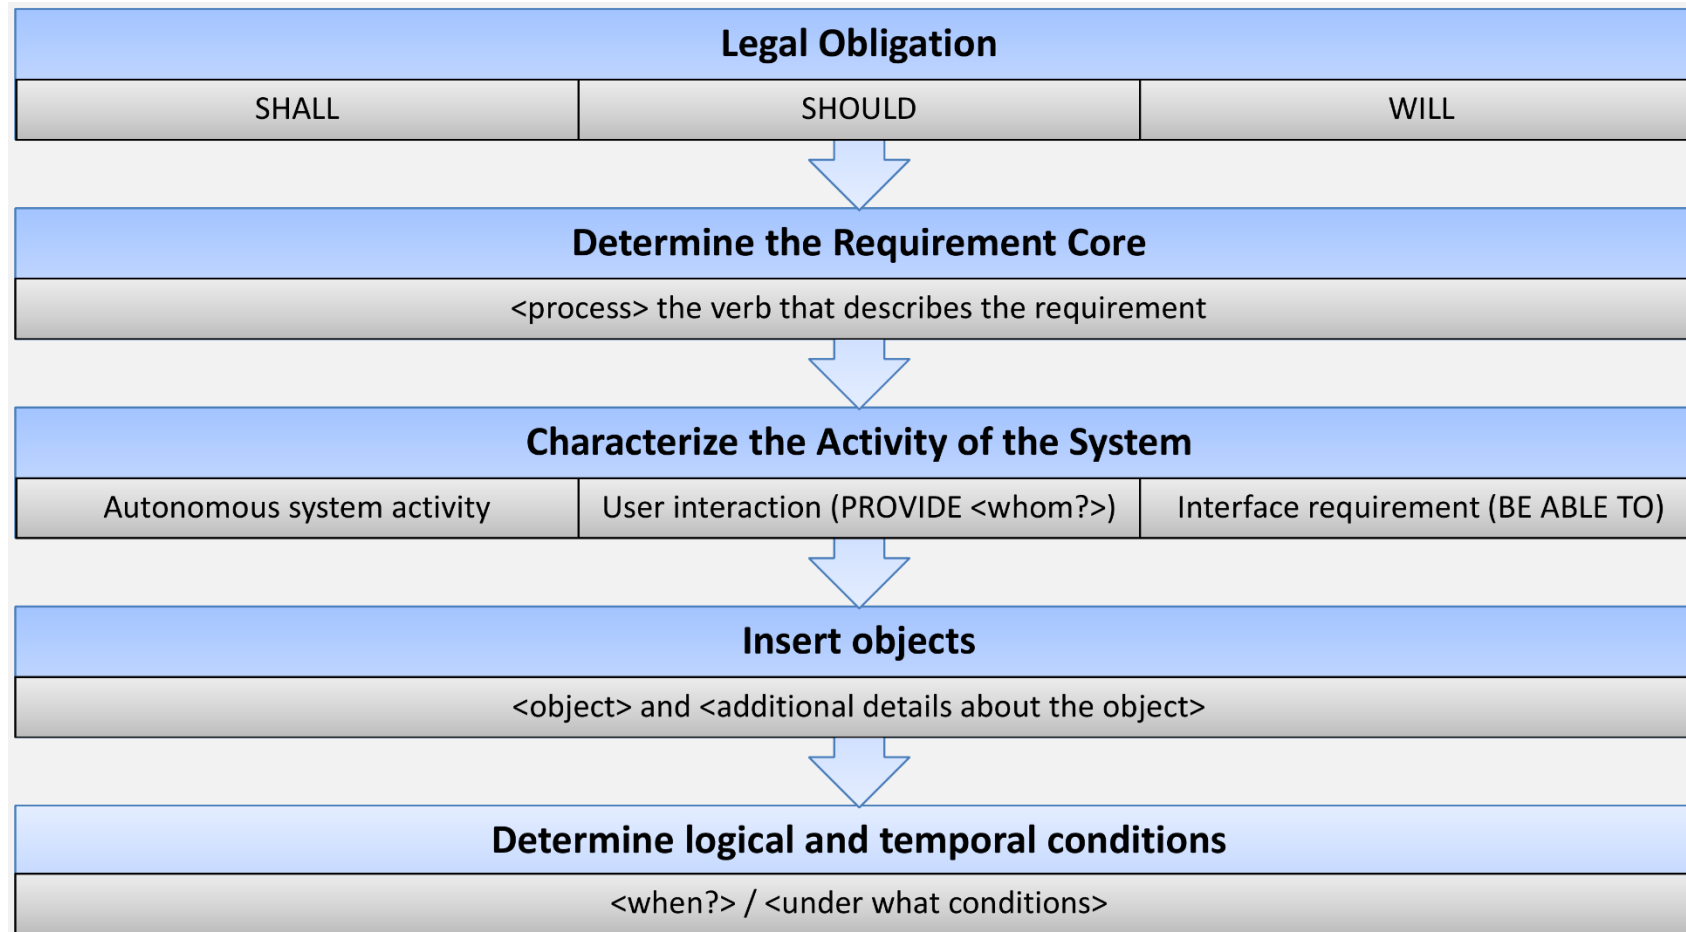 Legal Obligation
SHALL
SHOULD
WILL
Determine the Requirement Core
<process> the verb that describes the requirement
Characterize the Activity of the System
Autonomous system activity
User interaction (PROVIDE <whom?>)
Interface requirement (BE ABLE TO)
Insert objects
<object> and <additional details about the object>
Determine logical and temporal conditions
<when?> / <under what conditions>